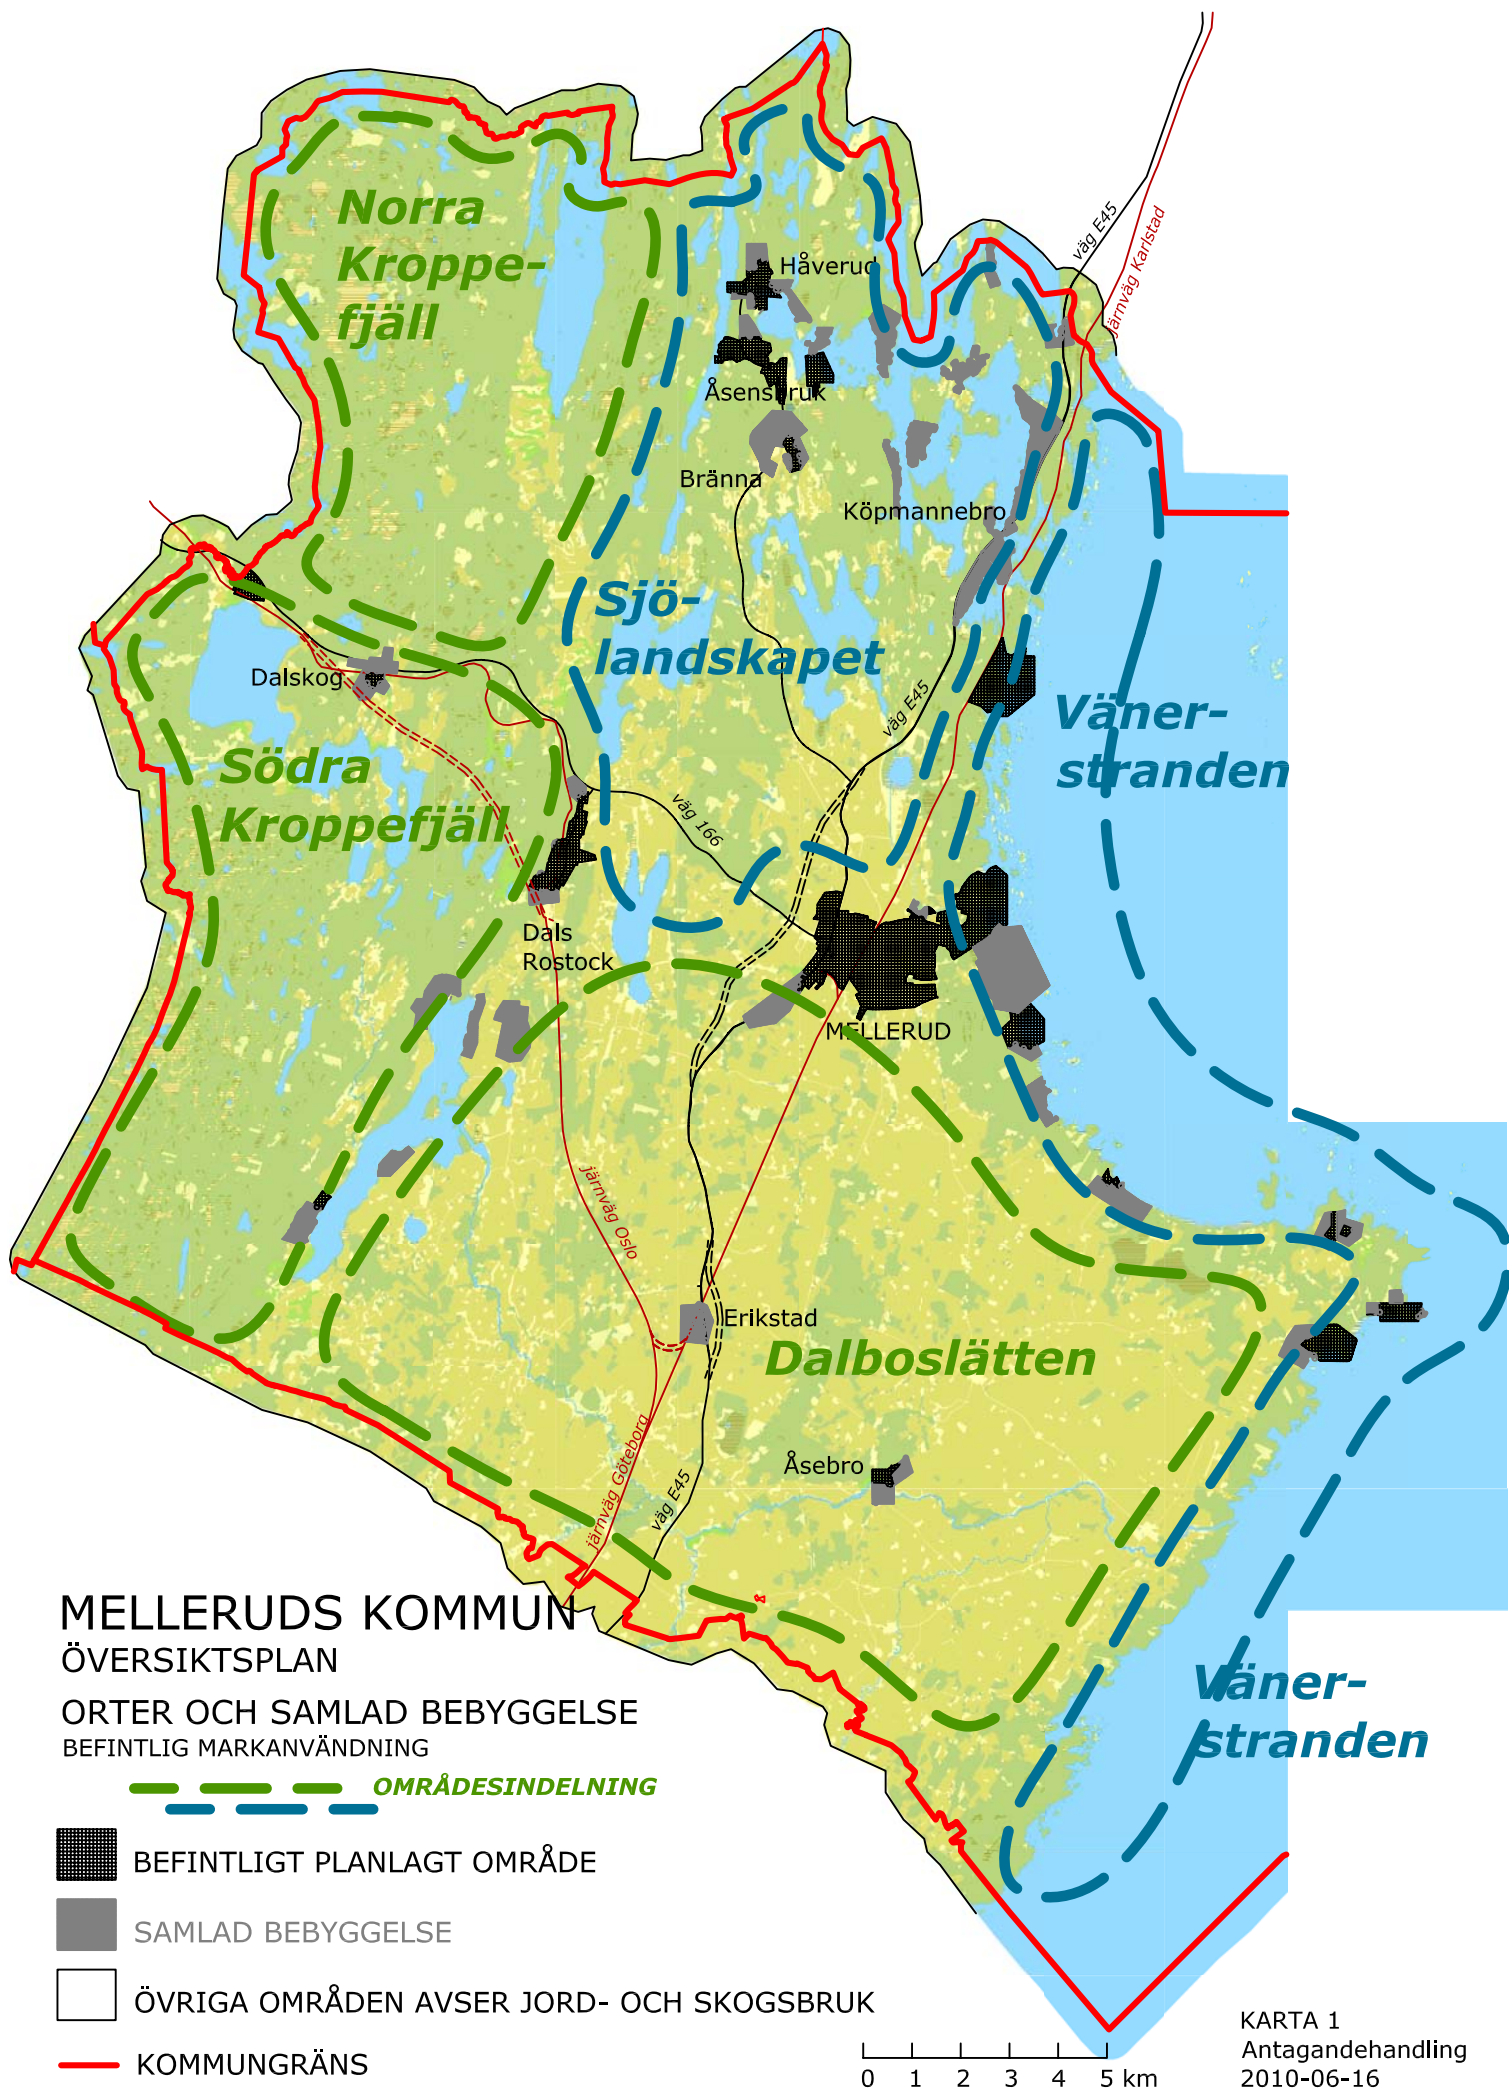 Norra
Kroppe-
fjäll
Håverud
väg E45
järnväg Karlstad
Åsensbruk
Bränna
Köpmannebro
Sjö-
landskapet
Dalskog
väg E45
Väner-
stranden
Södra
Kroppefjäll
väg 166
Dals
Rostock
MELLERUD
järnväg Oslo
Erikstad
Dalboslätten
järnväg Göteborg
väg E45
Åsebro
Väner-
stranden
MELLERUDS KOMMUN
ÖVERSIKTSPLAN
ORTER OCH SAMLAD BEBYGGELSE
BEFINTLIG MARKANVÄNDNING
OMRÅDESINDELNING
BEFINTLIGT PLANLAGT OMRÅDE
SAMLAD BEBYGGELSE
ÖVRIGA OMRÅDEN AVSER JORD- OCH SKOGSBRUK
KOMMUNGRÄNS
0 1 2 3 4 5 km
KARTA 1
Antagandehandling
2010-06-16